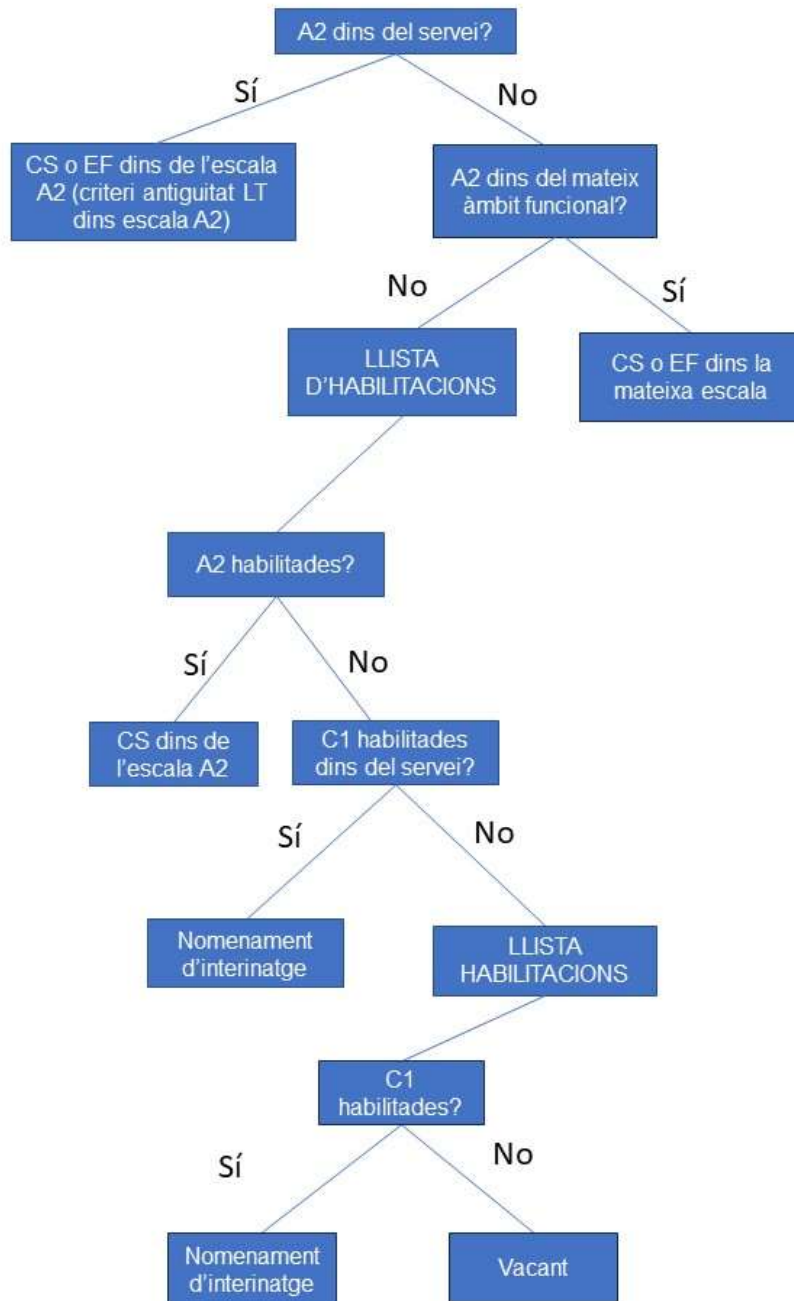 A2 dins del servei?
Sí
No
CS o EF dins de l'escala
A2 (criteri antiguitat LT
dins escala A2)
A2 dins del mateix
àmbit funcional?
No
Sí
LLISTA
D'HABILITACIONS
CS o EF dins la
mateixa escala
A2 habilitades?
Sí
No
CS dins de
l'escala A2
C1 habilitades
dins del servei?
Sí
No
Nomenament
d'interinatge
LLISTA
HABILITACIONS
C1
habilitades?
Sí
No
Nomenament
d'interinatge
Vacant